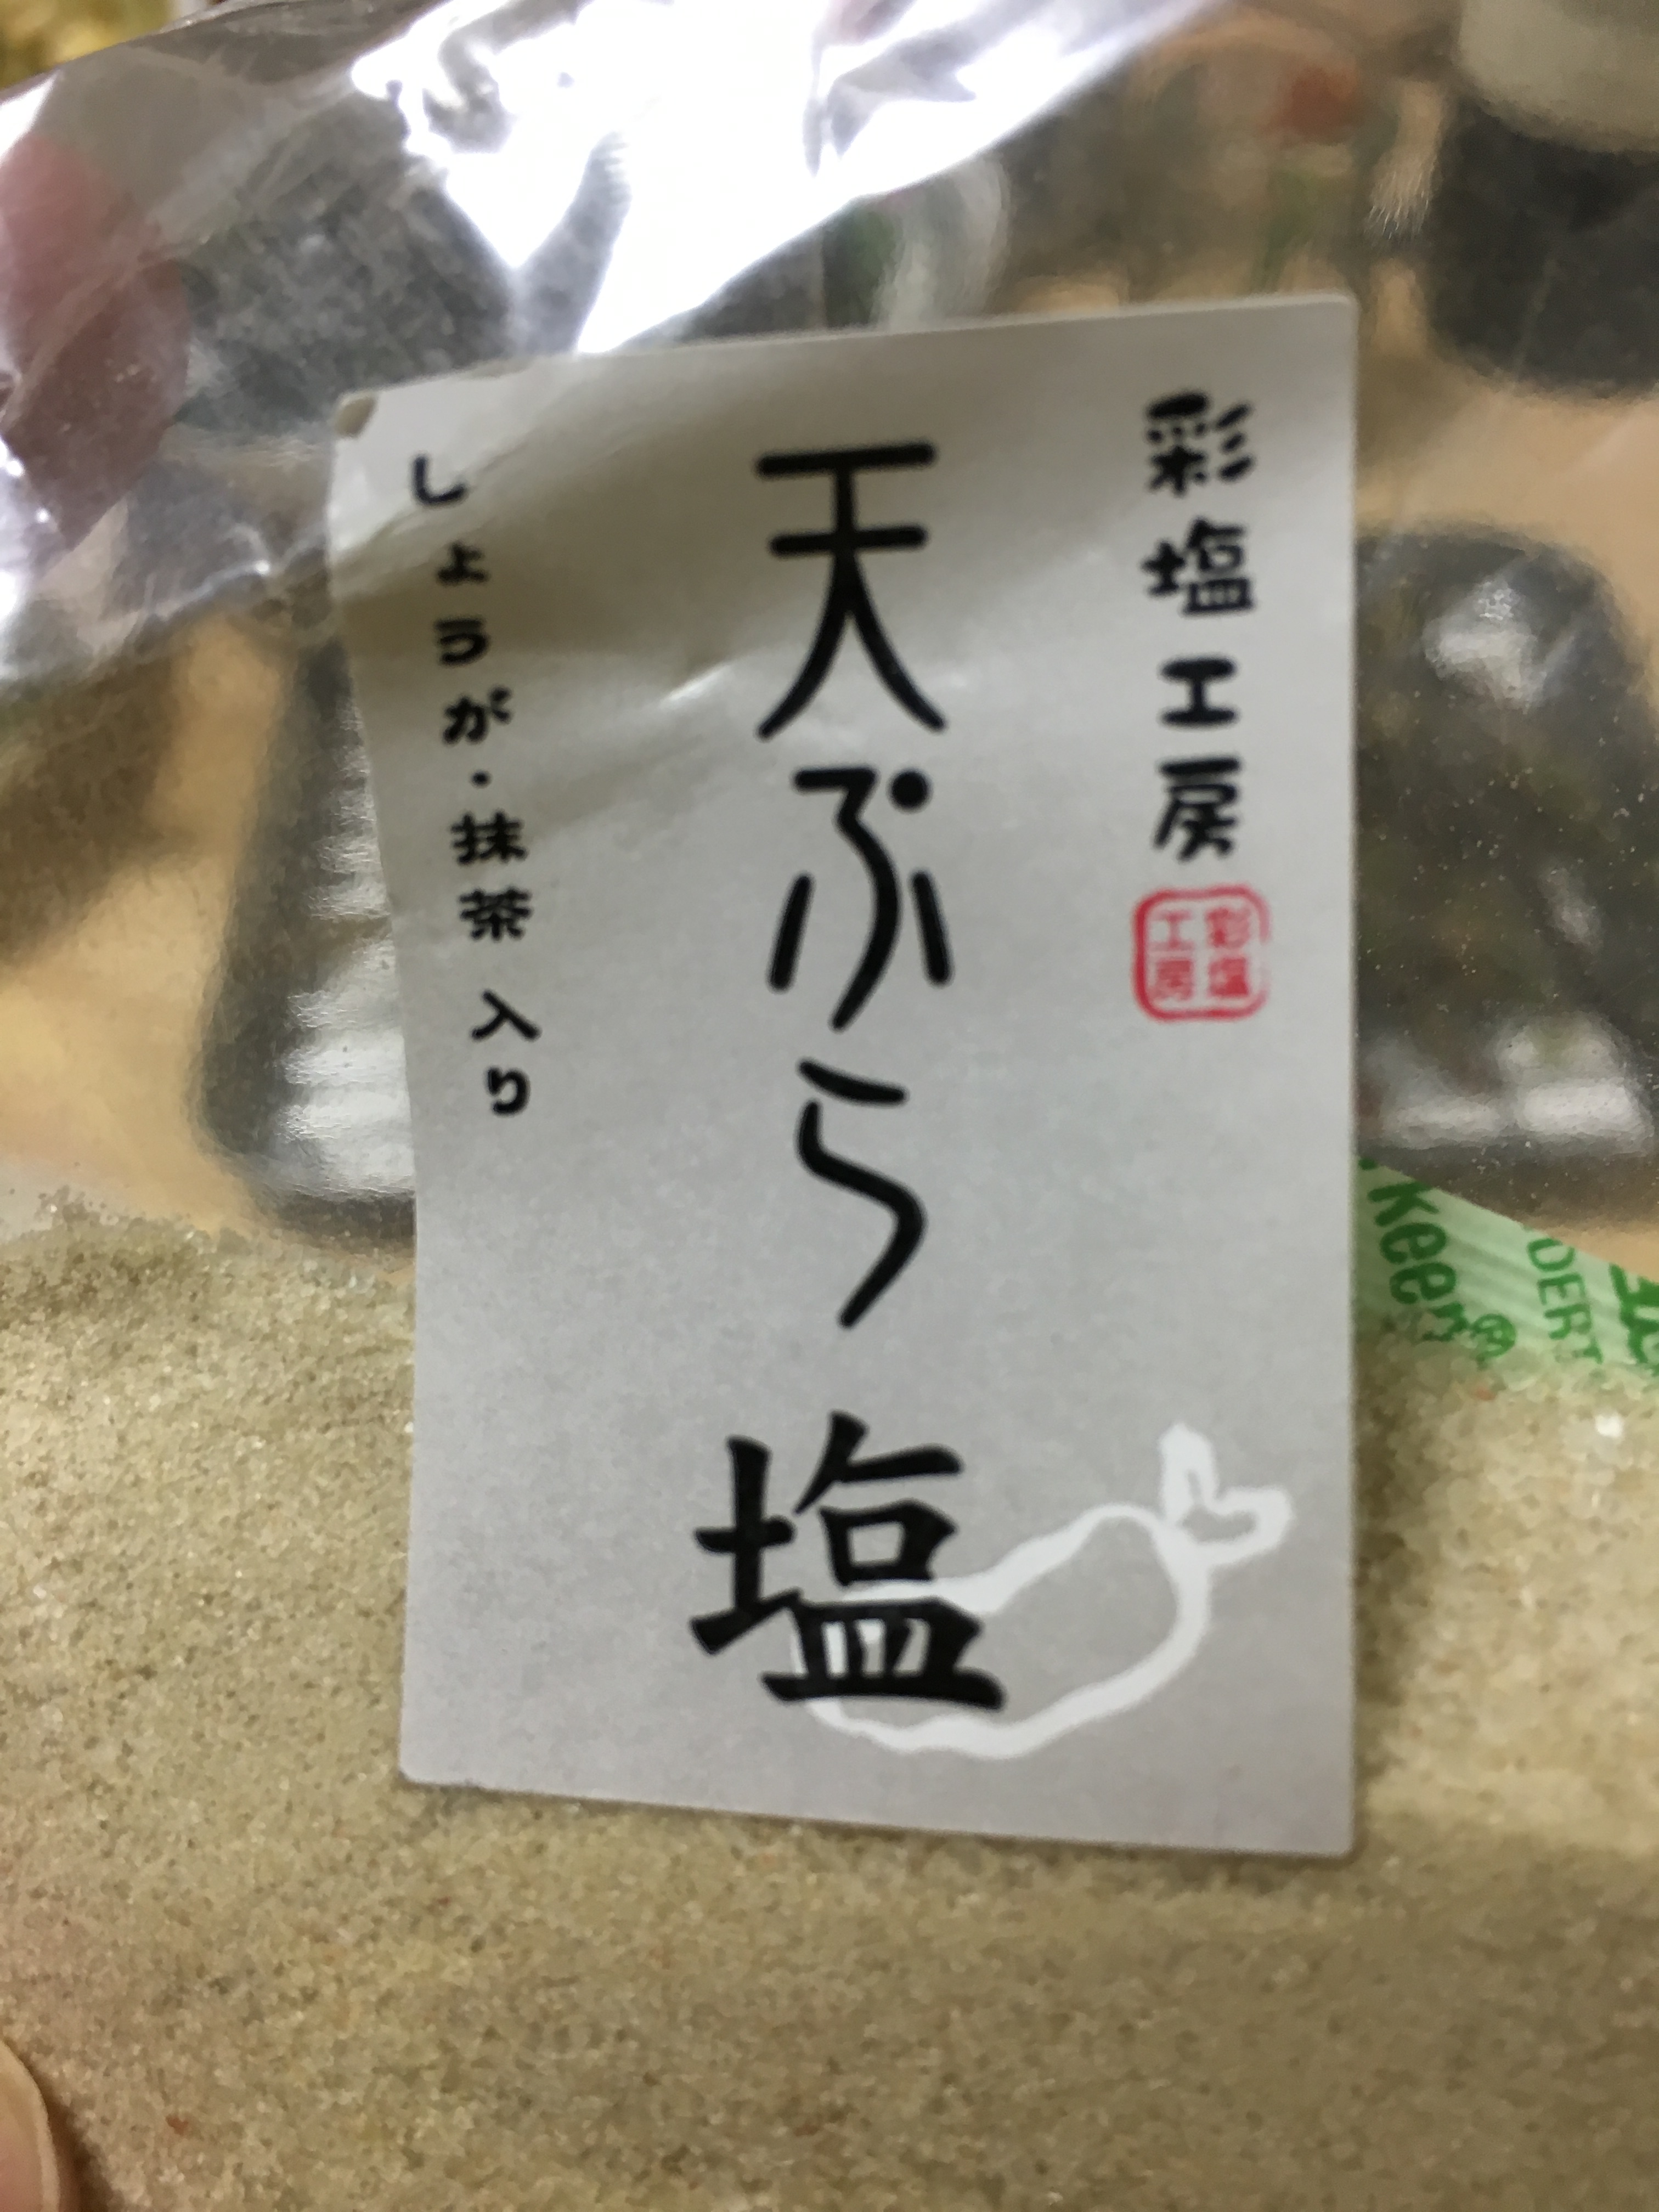 彩塩工房
彩塩
工房
天ぷら塩
しょうが・抹茶入り
Keep®